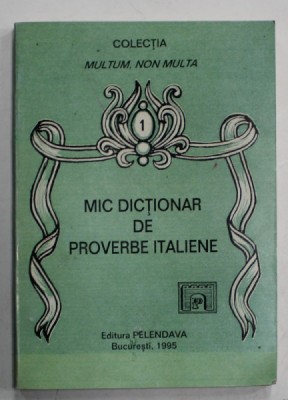 COLECȚIA
MULTUM, NON MULTA
1
MIC DICȚIONAR
DE
PROVERBE ITALIENE
Editura PELENDAVA
București, 1995